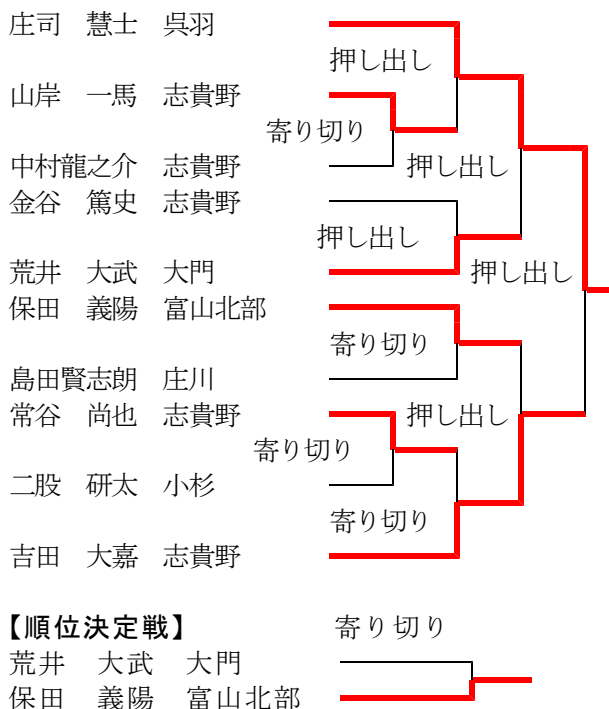 庄司　慧士　呉羽
押し出し
山岸　一馬　志貴野
寄り切り
中村龍之介　志貴野
押し出し
金谷　篤史　志貴野
押し出し
荒井　大武　大門
押し出し
保田　義陽　富山北部
寄り切り
島田賢志朗　庄川
常谷　尚也　志貴野
押し出し
寄り切り
二股　研太　小杉
寄り切り
吉田　大嘉　志貴野
【順位決定戦】
寄り切り
荒井　大武　大門
保田　義陽　富山北部